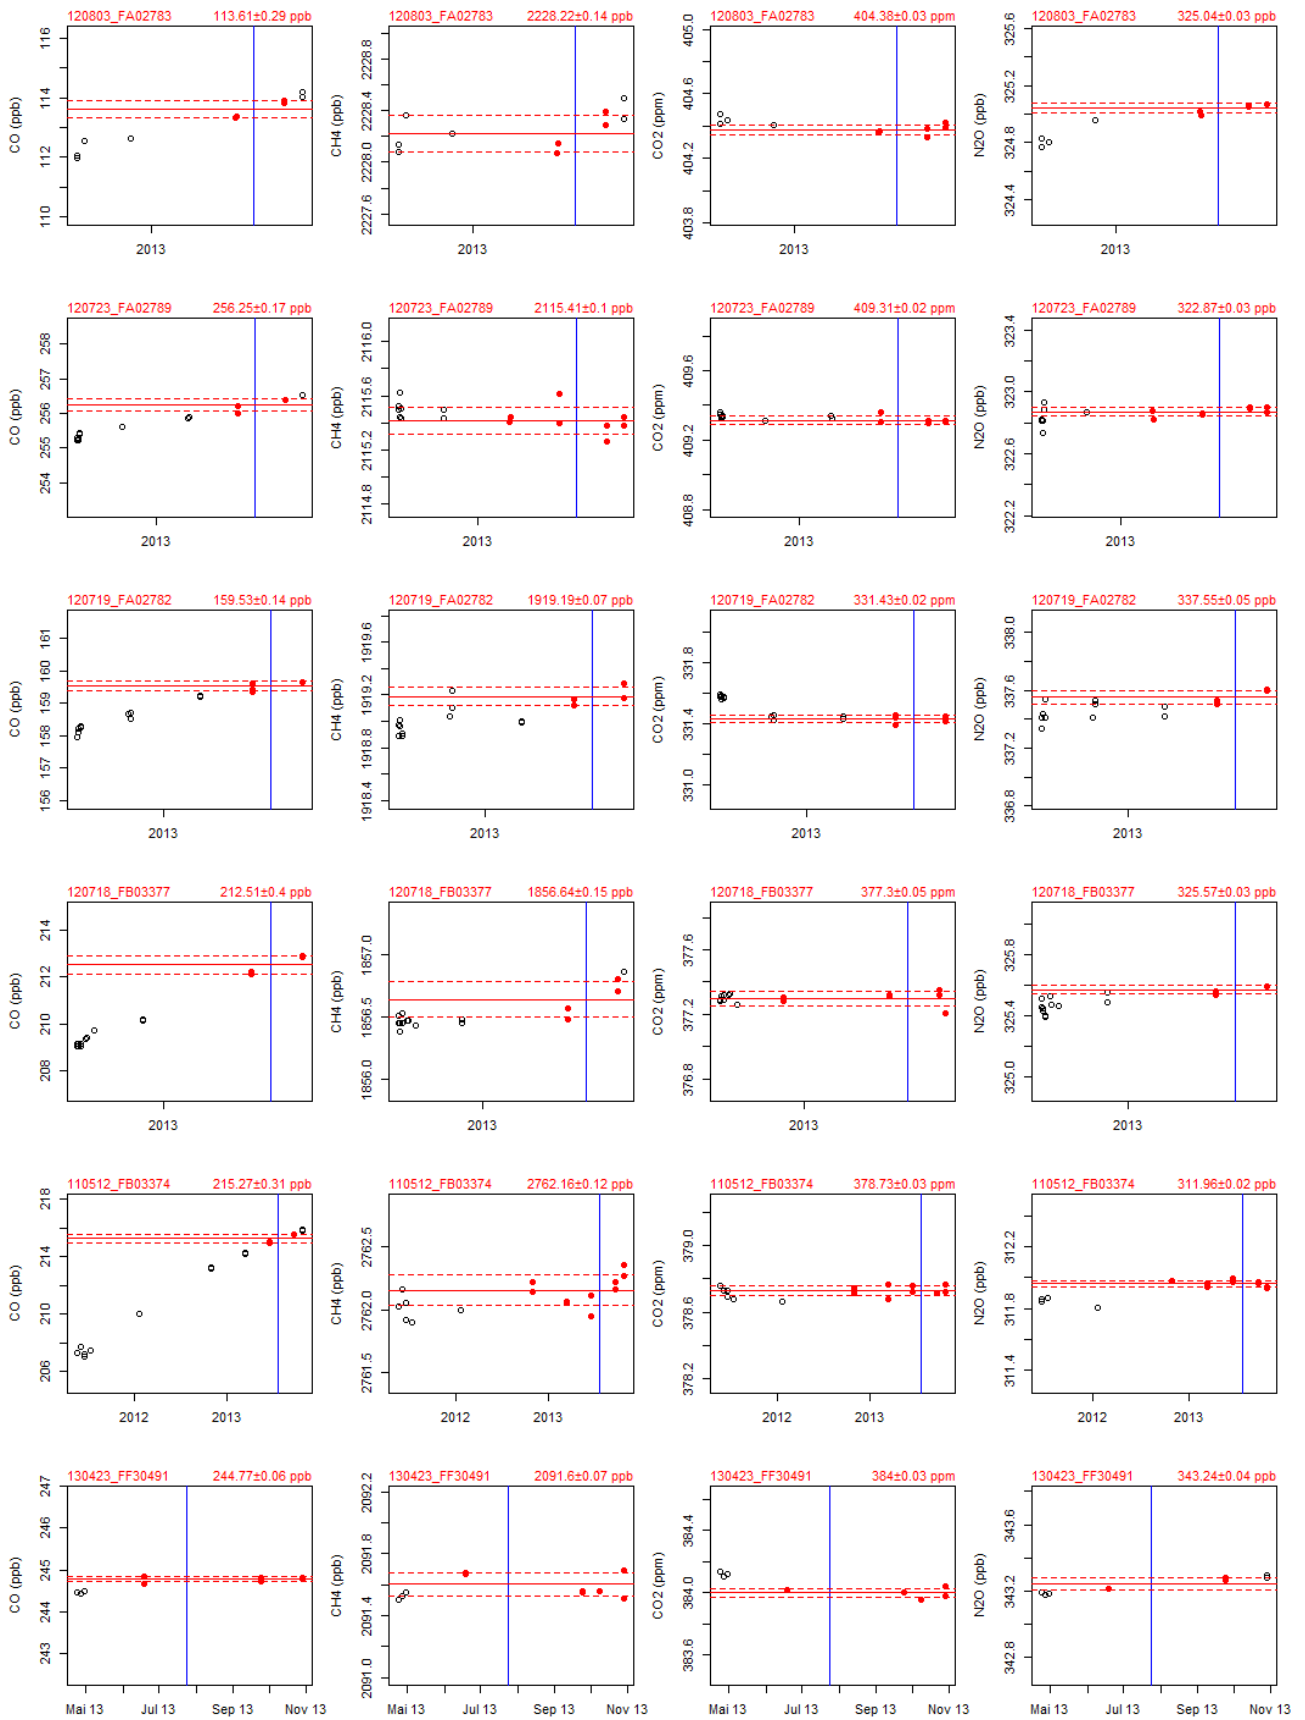 120803_FA02783 113.61±0.29 ppb
CO (ppb)
110 112 114 116
2013
120803_FA02783 2228.22±0.14 ppb
CH4 (ppb)
2227.6 2228.0 2228.4 2228.8
2013
120803_FA02783 404.38±0.03 ppm
CO2 (ppm)
403.8 404.2 404.6 405.0
2013
120803_FA02783 325.04±0.03 ppb
N2O (ppb)
324.4 324.8 325.2 325.6
2013
120723_FA02789 256.25±0.17 ppb
CO (ppb)
254 255 256 257 258
2013
120723_FA02789 2115.41±0.1 ppb
CH4 (ppb)
2114.8 2115.2 2115.6 2116.0
2013
120723_FA02789 409.31±0.02 ppm
CO2 (ppm)
408.8 409.2 409.6
2013
120723_FA02789 322.87±0.03 ppb
N2O (ppb)
322.2 322.6 323.0 323.4
2013
120719_FA02782 159.53±0.14 ppb
CO (ppb)
156 157 158 159 160 161
2013
120719_FA02782 1919.19±0.07 ppb
CH4 (ppb)
1918.4 1918.8 1919.2 1919.6
2013
120719_FA02782 331.43±0.02 ppm
CO2 (ppm)
331.0 331.4 331.8
2013
120719_FA02782 337.55±0.05 ppb
N2O (ppb)
336.8 337.2 337.6 338.0
2013
120718_FB03377 212.51±0.4 ppb
CO (ppb)
208 210 212 214
2013
120718_FB03377 1856.64±0.15 ppb
CH4 (ppb)
1856.0 1856.5 1857.0
2013
120718_FB03377 377.3±0.05 ppm
CO2 (ppm)
376.8 377.2 377.6
2013
120718_FB03377 325.57±0.03 ppb
N2O (ppb)
325.0 325.4 325.8
2013
110512_FB03374 215.27±0.31 ppb
CO (ppb)
206 210 214 218
2012 2013
110512_FB03374 2762.16±0.12 ppb
CH4 (ppb)
2761.5 2762.0 2762.5
2012 2013
110512_FB03374 378.73±0.03 ppm
CO2 (ppm)
378.2 378.6 379.0
2012 2013
110512_FB03374 311.96±0.02 ppb
N2O (ppb)
311.4 311.8 312.2
2012 2013
130423_FF30491 244.77±0.06 ppb
CO (ppb)
243 244 245 246 247
Mai 13 Jul 13 Sep 13 Nov 13
130423_FF30491 2091.6±0.07 ppb
CH4 (ppb)
2091.0 2091.4 2091.8 2092.2
Mai 13 Jul 13 Sep 13 Nov 13
130423_FF30491 384±0.03 ppm
CO2 (ppm)
383.6 384.0 384.4
Mai 13 Jul 13 Sep 13 Nov 13
130423_FF30491 343.24±0.04 ppb
N2O (ppb)
342.8 343.2 343.6
Mai 13 Jul 13 Sep 13 Nov 13